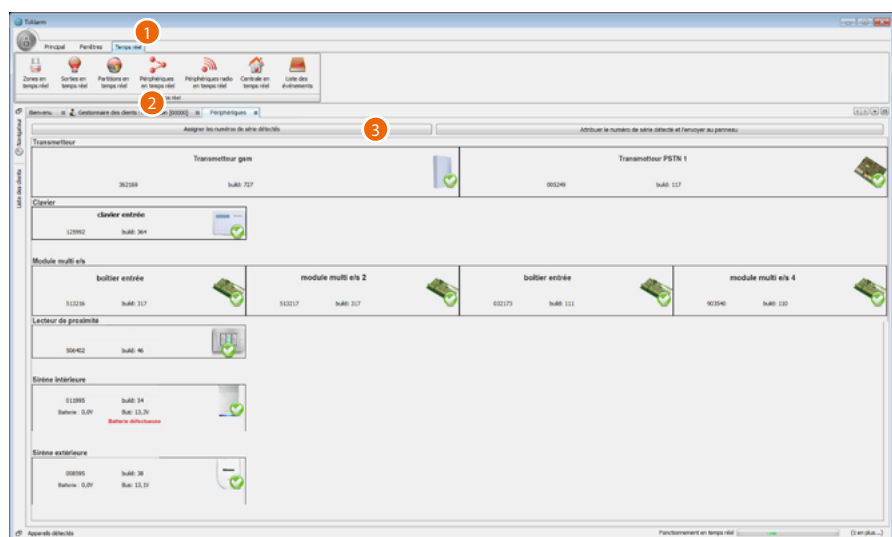 TiAlarm
1
Principal Fenêtres Temps réel
Zones en temps réel
Sorties en temps réel
Partitions en temps réel
Périphériques en temps réel
Périphériques radio en temps réel
Centrale en temps réel
Liste des événements
2
réel
Bienvenu Gestionnaire des clients [00000] Périphériques
Navigateur
Liste des clients
Assigner les numéros de série détectés
3
Attribuer le numéro de série détecté et l'envoyer au panneau
Transmetteur
Transmetteur gsm
362169 build: 727
Transmetteur PSTN 1
005249 build: 117
Clavier
clavier entrée
125992 build: 364
Module multi e/s
boîtier entrée
513216 build: 317
module multi e/s 2
513217 build: 317
boîtier entrée
032173 build: 111
module multi e/s 4
903540 build: 110
Lecteur de proximité
506402 build: 46
Sirène intérieure
011995 build: 54
Batterie : 0,0V Bus: 13,3V
Batterie défectueuse
Sirène extérieure
008595 build: 38
Batterie : 0,0V Bus: 13,1V
Appareils détectés
Fonctionnement en temps réel
(1 en plus...)